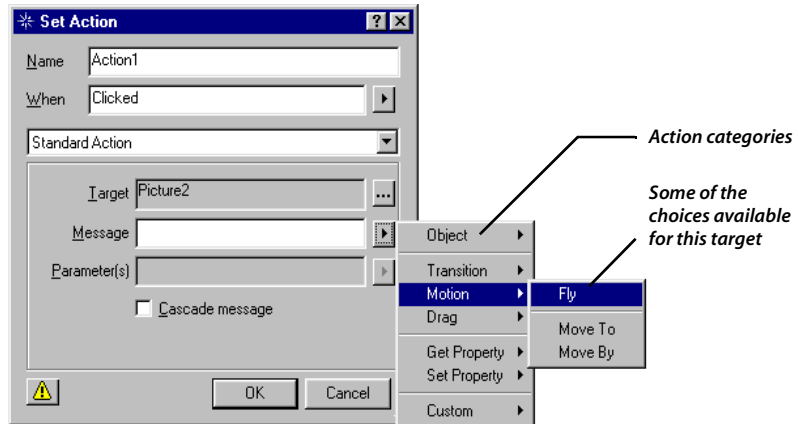 Set Action
Name Action1
When Clicked
Standard Action
Target Picture2
Message
Parameter(s)
Cascade message
OK Cancel
Object
Transition
Motion
Drag
Get Property
Set Property
Custom
Fly
Move To
Move By
Action categories
Some of the
choices available
for this target